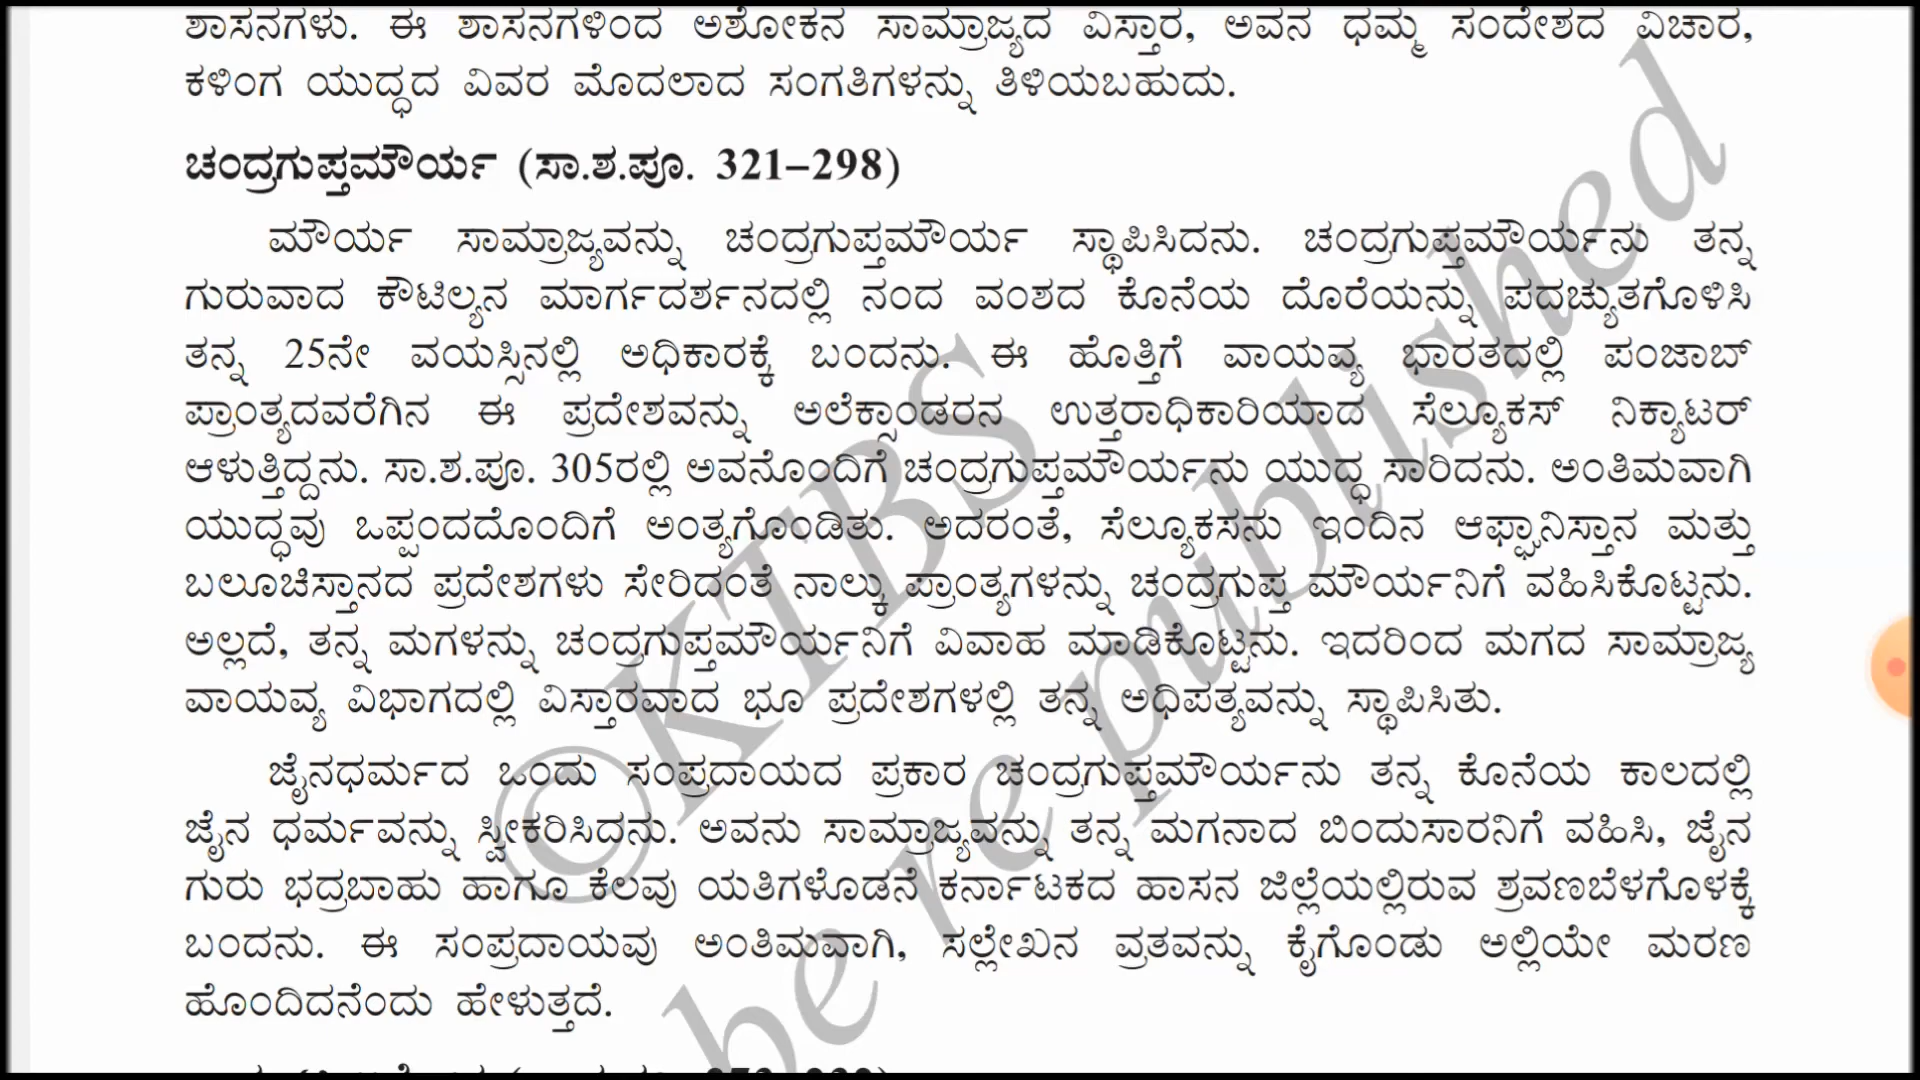 ಶಾಸನಗಳು. ಈ ಶಾಸನಗಳಿಂದ ಅಶೋಕನ ಸಾಮ್ರಾಜ್ಯದ ವಿಸ್ತಾರ, ಅವನ ಧಮ್ಮ ಸಂದೇಶದ ವಿಚಾರ,
ಕಳಿಂಗ ಯುದ್ಧದ ವಿವರ ಮೊದಲಾದ ಸಂಗತಿಗಳನ್ನು ತಿಳಿಯಬಹುದು.
ಚಂದ್ರಗುಪ್ತಮೌರ್ಯ (ಸಾ.ಶ.ಪೂ. 321–298)
ಮೌರ್ಯ ಸಾಮ್ರಾಜ್ಯವನ್ನು ಚಂದ್ರಗುಪ್ತಮೌರ್ಯ ಸ್ಥಾಪಿಸಿದನು. ಚಂದ್ರಗುಪ್ತಮೌರ್ಯನು ತನ್ನ
ಗುರುವಾದ ಕೌಟಿಲ್ಯನ ಮಾರ್ಗದರ್ಶನದಲ್ಲಿ ನಂದ ವಂಶದ ಕೊನೆಯ ದೊರೆಯನ್ನು ಪದಚ್ಯುತಗೊಳಿಸಿ
ತನ್ನ 25ನೇ ವಯಸ್ಸಿನಲ್ಲಿ ಅಧಿಕಾರಕ್ಕೆ ಬಂದನು. ಈ ಹೊತ್ತಿಗೆ ವಾಯವ್ಯ ಭಾರತದಲ್ಲಿ ಪಂಜಾಬ್
ಪ್ರಾಂತ್ಯದವರೆಗಿನ ಈ ಪ್ರದೇಶವನ್ನು ಅಲೆಕ್ಸಾಂಡರನ ಉತ್ತರಾಧಿಕಾರಿಯಾದ ಸೆಲ್ಯೂಕಸ್ ನಿಕ್ಯಾಟರ್
ಆಳುತ್ತಿದ್ದನು. ಸಾ.ಶ.ಪೂ. 305ರಲ್ಲಿ ಅವನೊಂದಿಗೆ ಚಂದ್ರಗುಪ್ತಮೌರ್ಯನು ಯುದ್ಧ ಸಾರಿದನು. ಅಂತಿಮವಾಗಿ
ಯುದ್ಧವು ಒಪ್ಪಂದದೊಂದಿಗೆ ಅಂತ್ಯಗೊಂಡಿತು. ಅದರಂತೆ, ಸೆಲ್ಯೂಕಸನು ಇಂದಿನ ಆಫ್ಘಾನಿಸ್ತಾನ ಮತ್ತು
ಬಲೂಚಿಸ್ತಾನದ ಪ್ರದೇಶಗಳು ಸೇರಿದಂತೆ ನಾಲ್ಕು ಪ್ರಾಂತ್ಯಗಳನ್ನು ಚಂದ್ರಗುಪ್ತ ಮೌರ್ಯನಿಗೆ ವಹಿಸಿಕೊಟ್ಟನು.
ಅಲ್ಲದೆ, ತನ್ನ ಮಗಳನ್ನು ಚಂದ್ರಗುಪ್ತಮೌರ್ಯನಿಗೆ ವಿವಾಹ ಮಾಡಿಕೊಟ್ಟನು. ಇದರಿಂದ ಮಗದ ಸಾಮ್ರಾಜ್ಯ
ವಾಯವ್ಯ ವಿಭಾಗದಲ್ಲಿ ವಿಸ್ತಾರವಾದ ಭೂ ಪ್ರದೇಶಗಳಲ್ಲಿ ತನ್ನ ಅಧಿಪತ್ಯವನ್ನು ಸ್ಥಾಪಿಸಿತು.
ಜೈನಧರ್ಮದ ಒಂದು ಸಂಪ್ರದಾಯದ ಪ್ರಕಾರ ಚಂದ್ರಗುಪ್ತಮೌರ್ಯನು ತನ್ನ ಕೊನೆಯ ಕಾಲದಲ್ಲಿ
ಜೈನ ಧರ್ಮವನ್ನು ಸ್ವೀಕರಿಸಿದನು. ಅವನು ಸಾಮ್ರಾಜ್ಯವನ್ನು ತನ್ನ ಮಗನಾದ ಬಿಂದುಸಾರನಿಗೆ ವಹಿಸಿ, ಜೈನ
ಗುರು ಭದ್ರಬಾಹು ಹಾಗೂ ಕೆಲವು ಯತಿಗಳೊಡನೆ ಕರ್ನಾಟಕದ ಹಾಸನ ಜಿಲ್ಲೆಯಲ್ಲಿರುವ ಶ್ರವಣಬೆಳಗೊಳಕ್ಕೆ
ಬಂದನು. ಈ ಸಂಪ್ರದಾಯವು ಅಂತಿಮವಾಗಿ, ಸಲ್ಲೇಖನ ವ್ರತವನ್ನು ಕೈಗೊಂಡು ಅಲ್ಲಿಯೇ ಮರಣ
ಹೊಂದಿದನೆಂದು ಹೇಳುತ್ತದೆ.
©KTBS
be re published